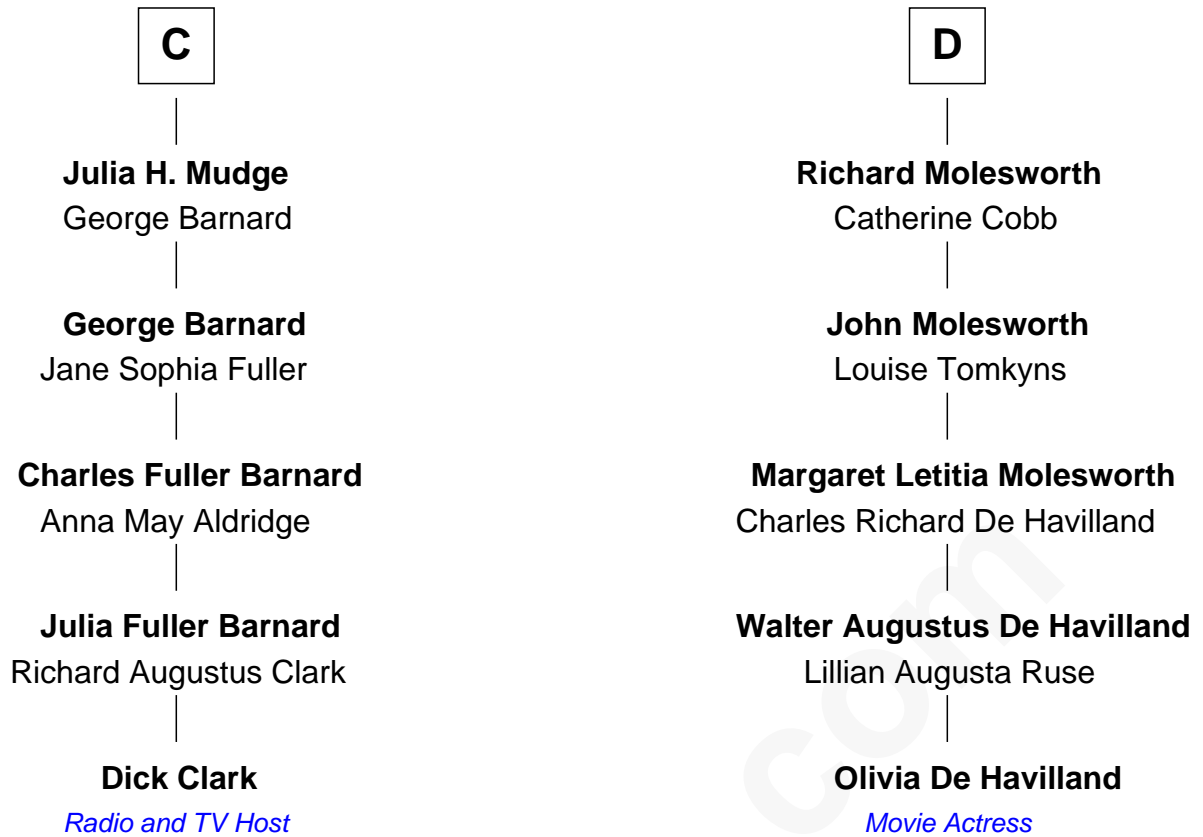 C
Julia H. Mudge
George Barnard
George Barnard
Jane Sophia Fuller
Charles Fuller Barnard
Anna May Aldridge
Julia Fuller Barnard
Richard Augustus Clark
Dick Clark
Radio and TV Host
D
Richard Molesworth
Catherine Cobb
John Molesworth
Louise Tomkyns
Margaret Letitia Molesworth
Charles Richard De Havilland
Walter Augustus De Havilland
Lillian Augusta Ruse
Olivia De Havilland
Movie Actress
com